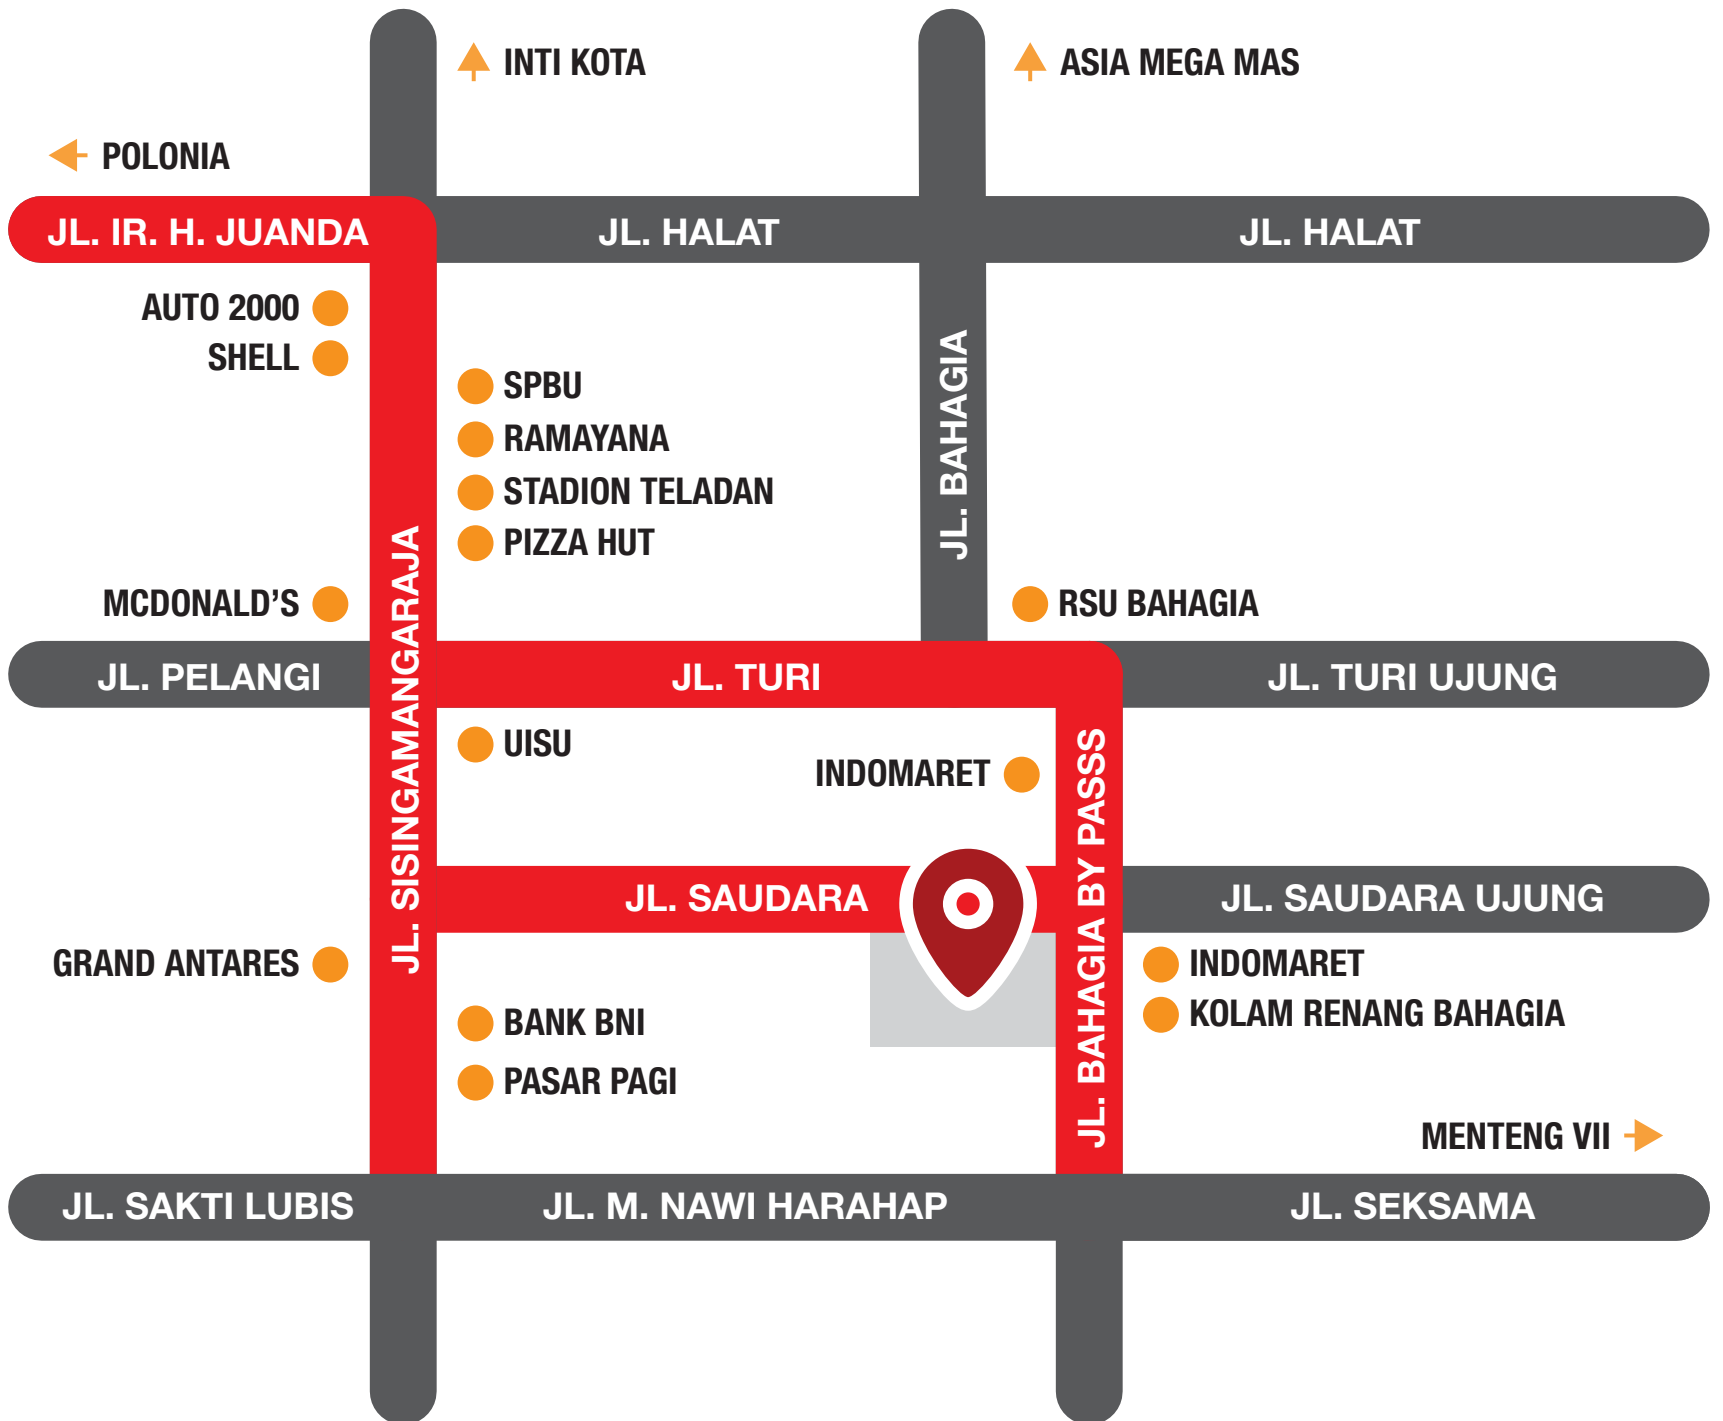 INTI KOTA
ASIA MEGA MAS
POLONIA
JL. IR. H. JUANDA
JL. HALAT
JL. HALAT
AUTO 2000
SHELL
SPBU
RAMAYANA
STADION TELADAN
PIZZA HUT
JL. BAHAGIA
JL. SISINGAMANGARAJA
MCDONALD'S
RSU BAHAGIA
JL. PELANGI
JL. TURI
JL. TURI UJUNG
UISU
INDOMARET
JL. BAHAGIA BY PASSS
JL. SAUDARA
JL. SAUDARA UJUNG
GRAND ANTARES
INDOMARET
BANK BNI
KOLAM RENANG BAHAGIA
PASAR PAGI
MENTENG VII
JL. SAKTI LUBIS
JL. M. NAWI HARAHAP
JL. SEKSAMA